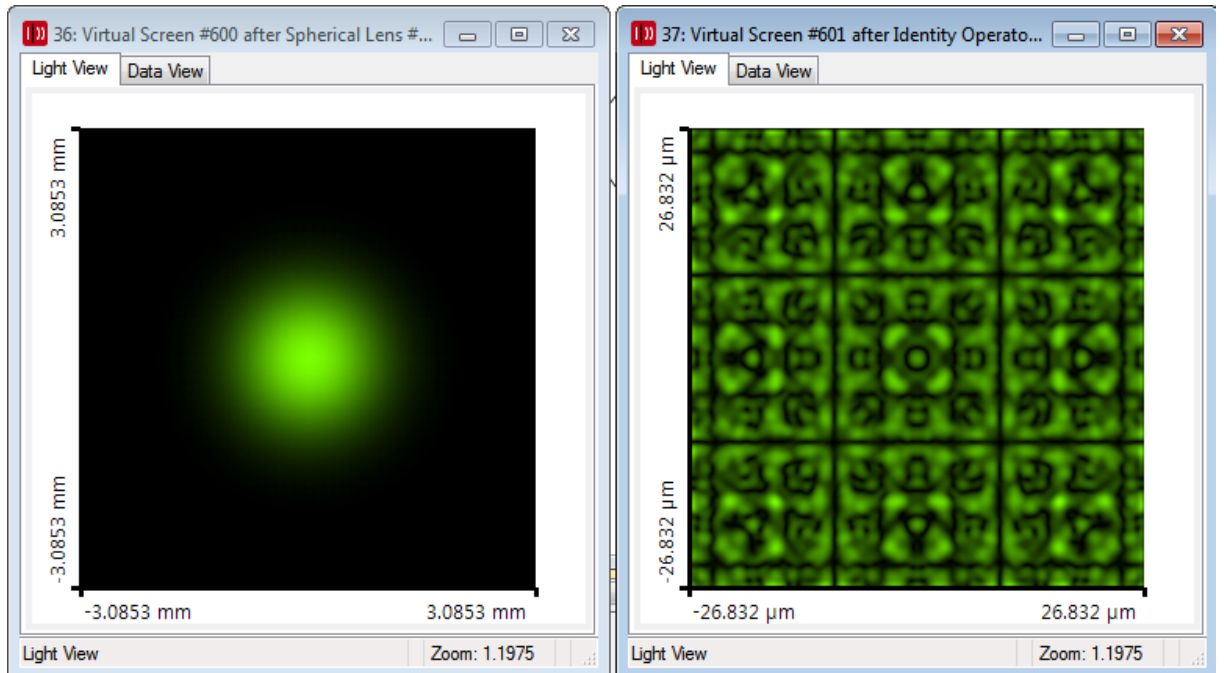 36: Virtual Screen #600 after Spherical Lens #...
Light View Data View
3.0853 mm
-3.0853 mm
-3.0853 mm 3.0853 mm
Light View Zoom: 1.1975
37: Virtual Screen #601 after Identity Operato...
Light View Data View
26.832 µm
-26.832 µm
-26.832 µm 26.832 µm
Light View Zoom: 1.1975